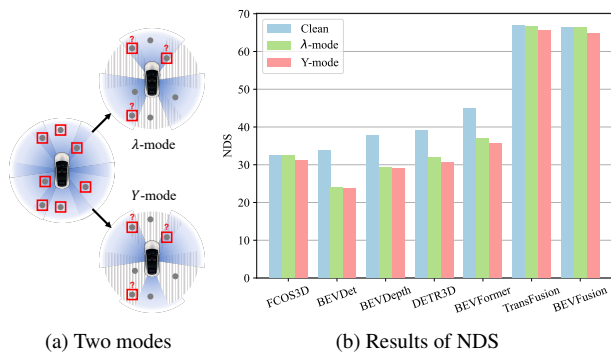 ?
?
?
λ-mode
Y-mode
?
?
?
(a) Two modes
NDS
70
60
50
40
30
20
10
0
Clean
λ-mode
Y-mode
FCOS3D
BEVDet
BEVDepth
DETR3D
BEVFormer
TransFusion
BEVFusion
(b) Results of NDS